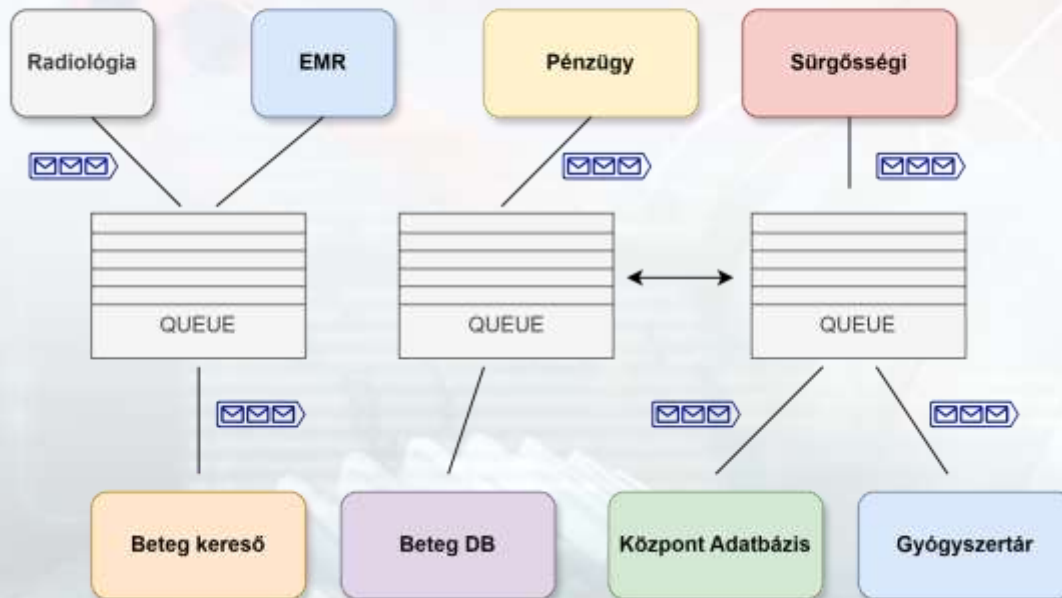 Radiológia
EMR
Pénzügy
Sürgősségi
QUEUE
QUEUE
QUEUE
Beteg kereső
Beteg DB
Központ Adatbázis
Gyógyszertár